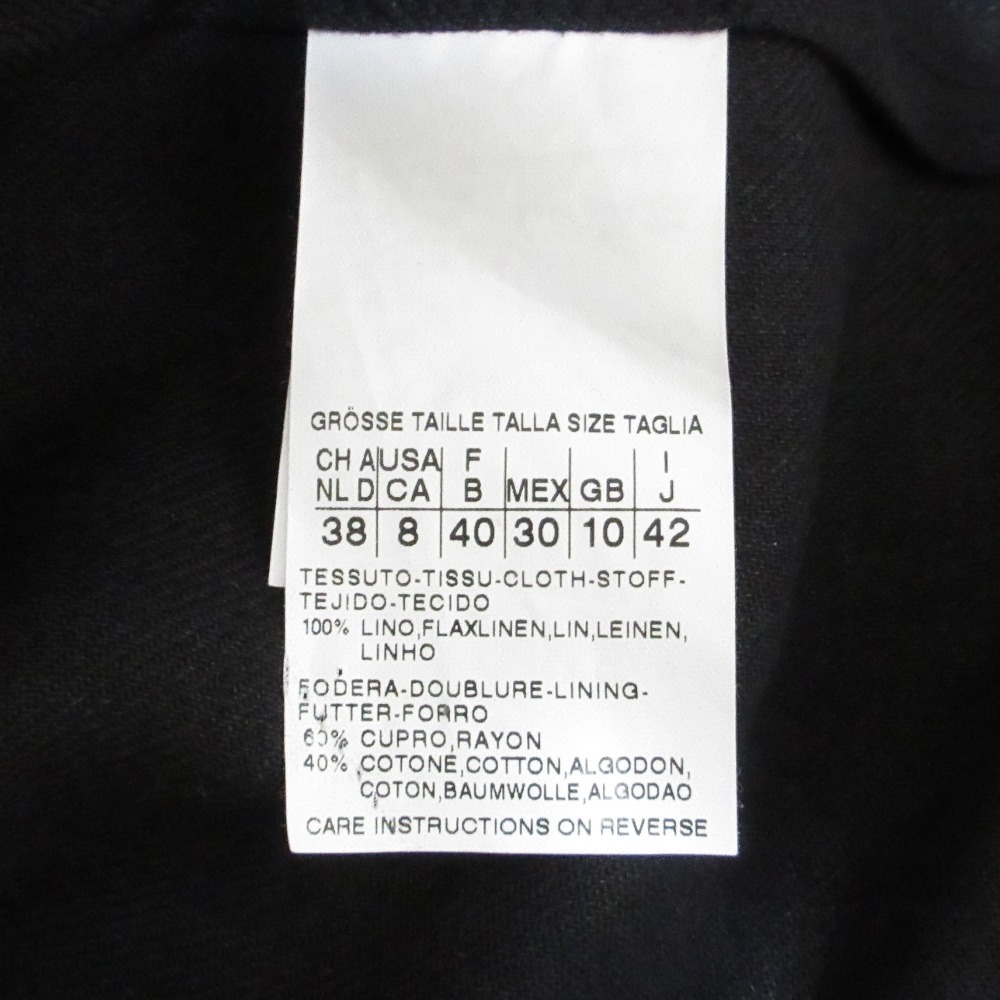 GRÖSSE TAILLE TALLA SIZE TAGLIA
CH A USA F I
NL D CA B MEX GB J
38 8 40 30 10 42
TESSUTO-TISSU-CLOTH-STOFF-
TEJIDO-TECIDO
100% LINO,FLAXLINEN,LIN,LEINEN,
LINHO
FODERA-DOUBLURE-LINING-
FUTTER-FORRO
60% CUPRO,RAYON
40% COTONE,COTTON,ALGODON,
COTON,BAUMWOLLE,ALGODAO
CARE INSTRUCTIONS ON REVERSE